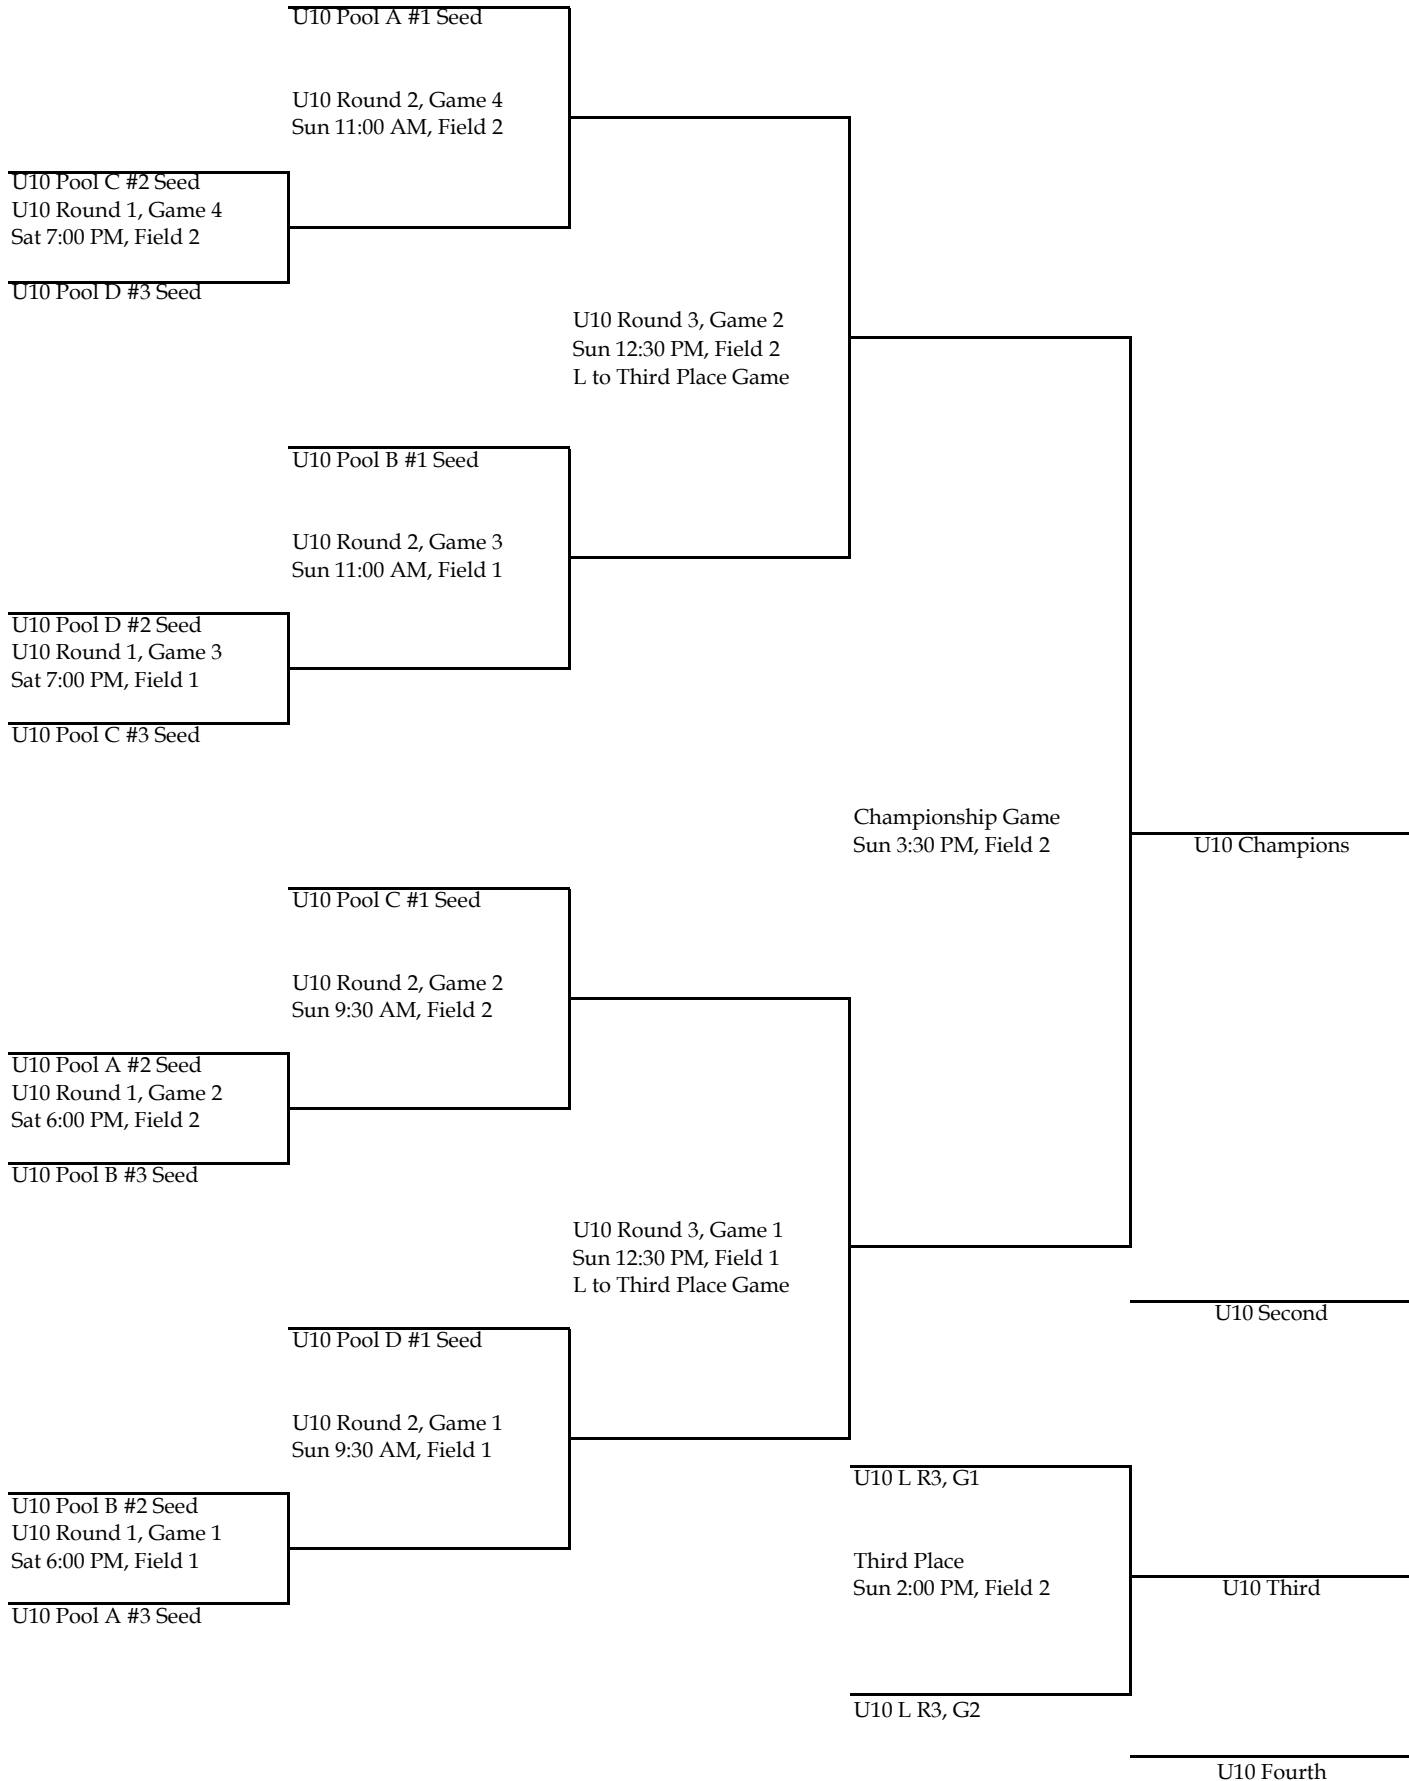 U10 Pool A #1 Seed
U10 Round 2, Game 4
Sun 11:00 AM, Field 2
U10 Pool C #2 Seed
U10 Round 1, Game 4
Sat 7:00 PM, Field 2
U10 Pool D #3 Seed
U10 Round 3, Game 2
Sun 12:30 PM, Field 2
L to Third Place Game
U10 Pool B #1 Seed
U10 Round 2, Game 3
Sun 11:00 AM, Field 1
U10 Pool D #2 Seed
U10 Round 1, Game 3
Sat 7:00 PM, Field 1
U10 Pool C #3 Seed
Championship Game
Sun 3:30 PM, Field 2
U10 Champions
U10 Pool C #1 Seed
U10 Round 2, Game 2
Sun 9:30 AM, Field 2
U10 Pool A #2 Seed
U10 Round 1, Game 2
Sat 6:00 PM, Field 2
U10 Pool B #3 Seed
U10 Round 3, Game 1
Sun 12:30 PM, Field 1
L to Third Place Game
U10 Second
U10 Pool D #1 Seed
U10 Round 2, Game 1
Sun 9:30 AM, Field 1
U10 L R3, G1
U10 Pool B #2 Seed
U10 Round 1, Game 1
Sat 6:00 PM, Field 1
U10 Pool A #3 Seed
Third Place
Sun 2:00 PM, Field 2
U10 Third
U10 L R3, G2
U10 Fourth